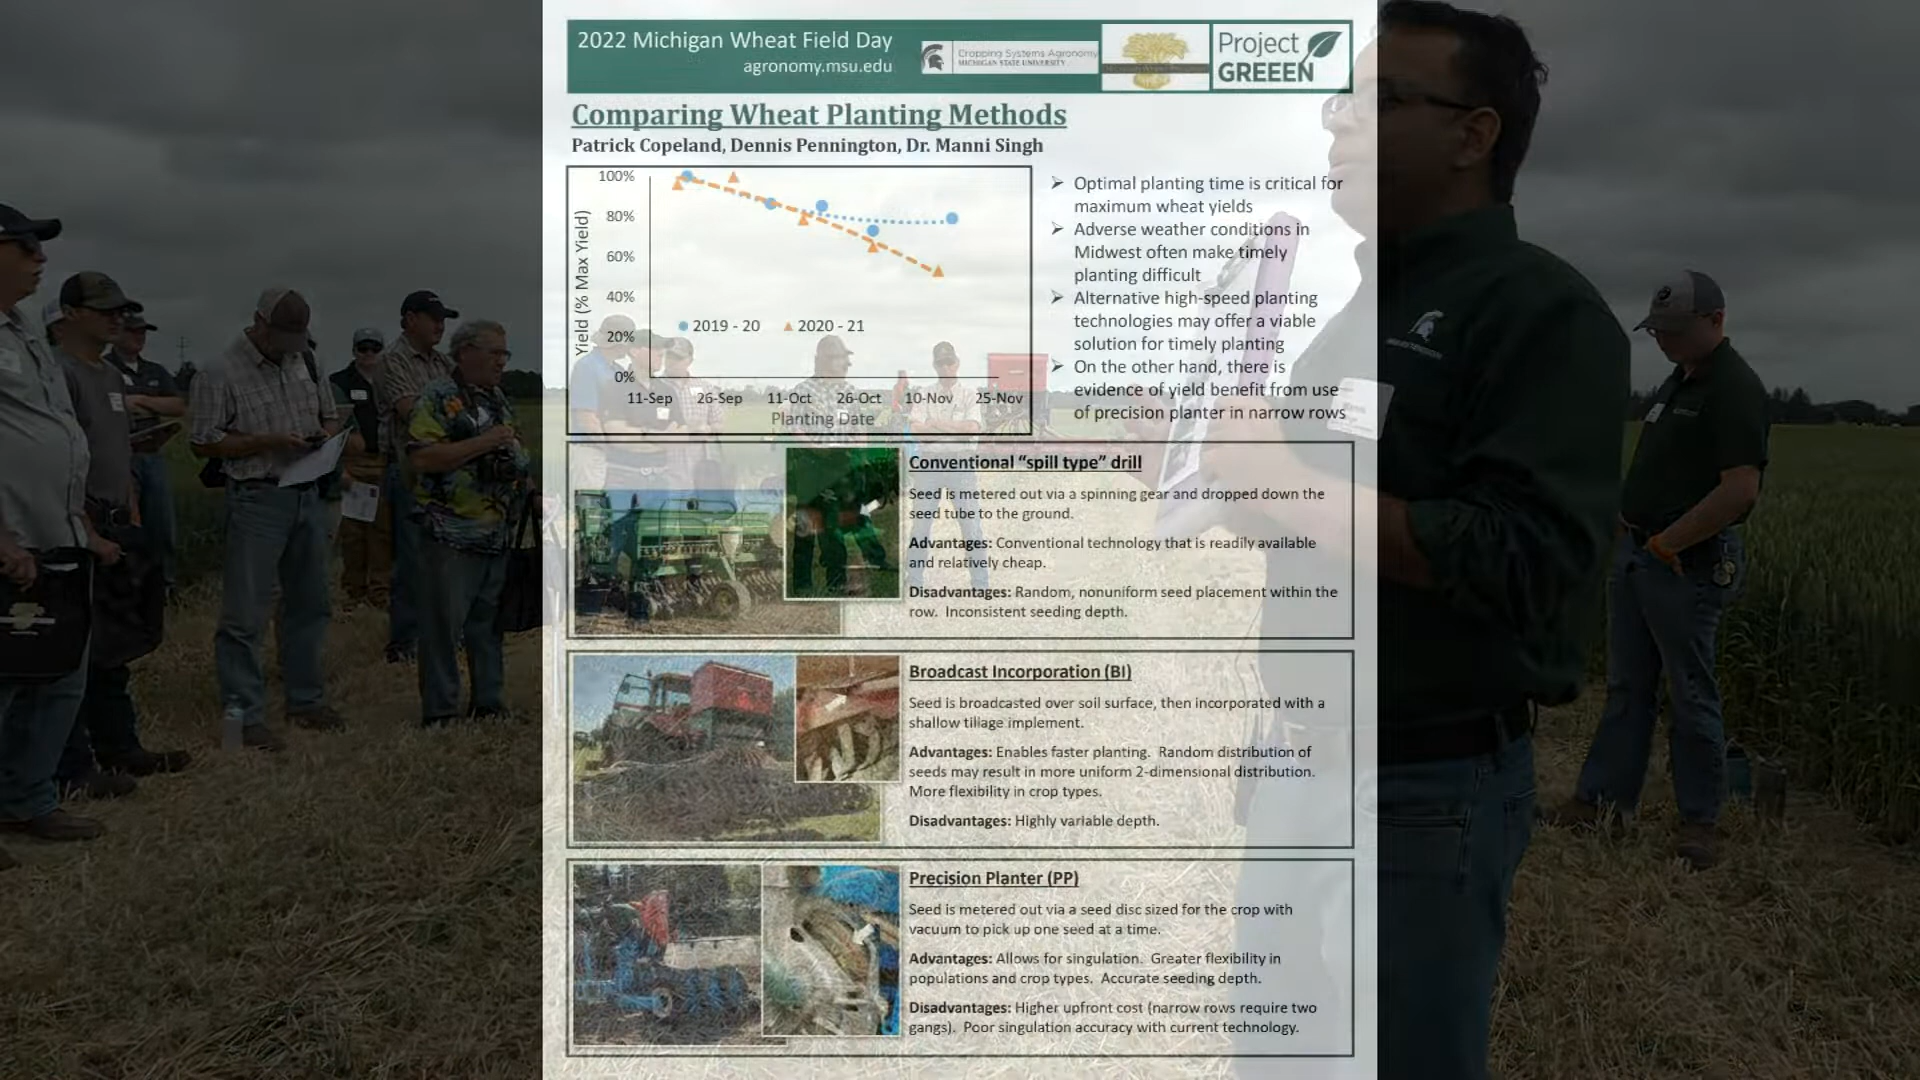 2022 Michigan Wheat Field Day
agronomy.msu.edu
Cropping Systems Agronomy
MICHIGAN STATE UNIVERSITY
Project
GREEEN
Comparing Wheat Planting Methods
Patrick Copeland, Dennis Pennington, Dr. Manni Singh
Yield (% Max Yield)
100%
80%
60%
40%
20%
0%
2019 - 20
2020 - 21
11-Sep
26-Sep
11-Oct
26-Oct
10-Nov
25-Nov
Planting Date
➢ Optimal planting time is critical for
maximum wheat yields
➢ Adverse weather conditions in
Midwest often make timely
planting difficult
➢ Alternative high-speed planting
technologies may offer a viable
solution for timely planting
➢ On the other hand, there is
evidence of yield benefit from use
of precision planter in narrow rows
Conventional “spill type” drill
Seed is metered out via a spinning gear and dropped down the
seed tube to the ground.
Advantages: Conventional technology that is readily available
and relatively cheap.
Disadvantages: Random, nonuniform seed placement within the
row. Inconsistent seeding depth.
Broadcast Incorporation (BI)
Seed is broadcasted over soil surface, then incorporated with a
shallow tillage implement.
Advantages: Enables faster planting. Random distribution of
seeds may result in more uniform 2-dimensional distribution.
More flexibility in crop types.
Disadvantages: Highly variable depth.
Precision Planter (PP)
Seed is metered out via a seed disc sized for the crop with
vacuum to pick up one seed at a time.
Advantages: Allows for singulation. Greater flexibility in
populations and crop types. Accurate seeding depth.
Disadvantages: Higher upfront cost (narrow rows require two
gangs). Poor singulation accuracy with current technology.